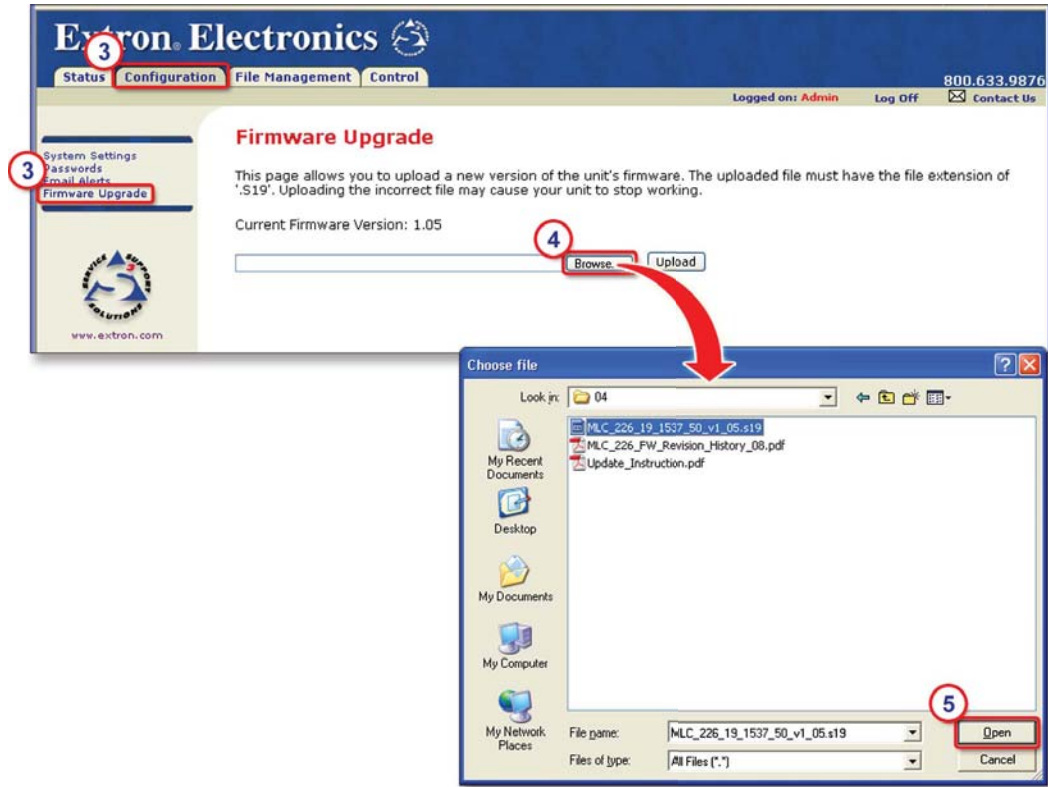 Extron® Electronics
3
Status Configuration File Management Control
800.633.9876
Logged on: Admin Log Off Contact Us
System Settings
3
Passwords
Email Alerts
Firmware Upgrade
Firmware Upgrade
This page allows you to upload a new version of the unit's firmware. The uploaded file must have the file extension of
'.S19'. Uploading the incorrect file may cause your unit to stop working.
Current Firmware Version: 1.05
4
Browse... Upload
SERVICE SUPPORT
S3
SOLUTIONS
www.extron.com
Choose file
Look in: 04
MLC_226_19_1537_50_v1_05.s19
MLC_226_FW_Revision_History_08.pdf
Update_Instruction.pdf
My Recent
Documents
Desktop
My Documents
My Computer
My Network
Places
5
File name: MLC_226_19_1537_50_v1_05.s19 Open
Files of type: All Files (*.*) Cancel